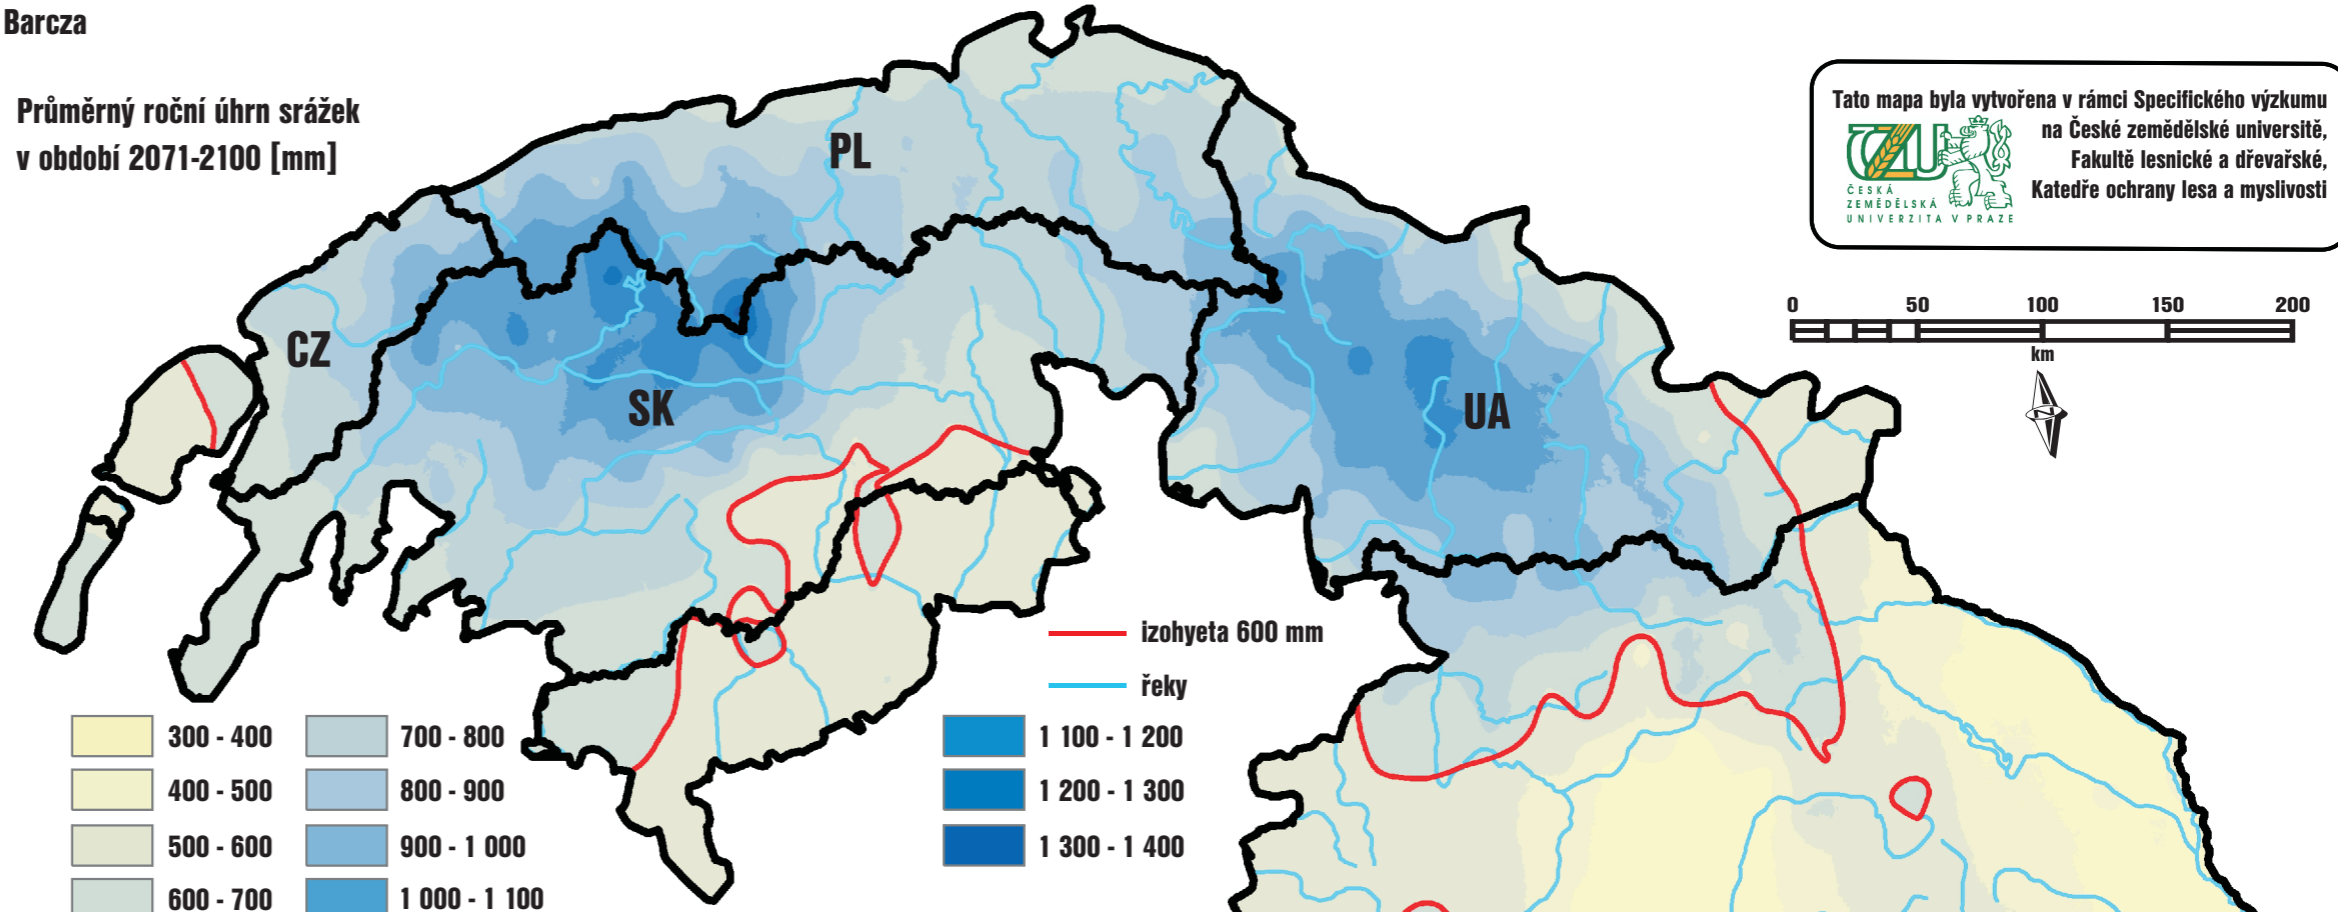 Barcza
Průměrný roční úhrn srážek
v období 2071-2100 [mm]
PL
CZ
SK
UA
Tato mapa byla vytvořena v rámci Specifického výzkumu
na České zemědělské universitě,
Fakultě lesnické a dřevařské,
Katedře ochrany lesa a myslivosti
ČZU
ČESKÁ
ZEMĚDĚLSKÁ
UNIVERZITA V PRAZE
0 50 100 150 200
km
N
izohyeta 600 mm
řeky
300 - 400
400 - 500
500 - 600
600 - 700
700 - 800
800 - 900
900 - 1 000
1 000 - 1 100
1 100 - 1 200
1 200 - 1 300
1 300 - 1 400